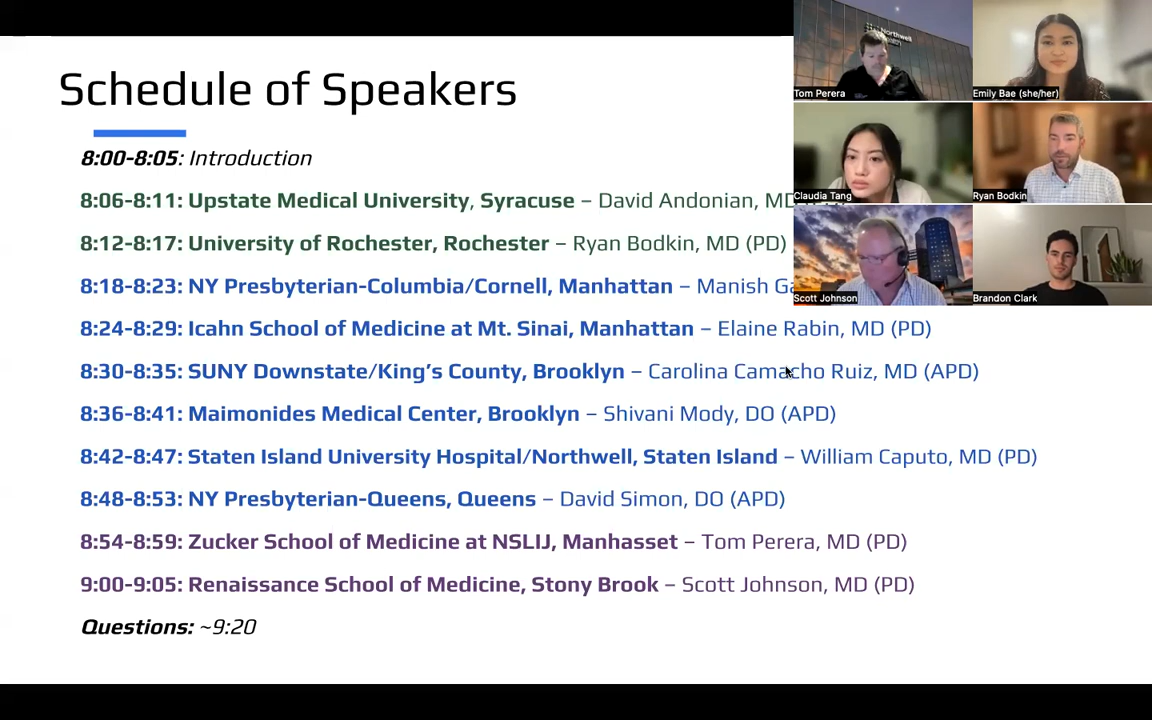 Schedule of Speakers
8:00-8:05: Introduction
8:06-8:11: Upstate Medical University, Syracuse – David Andonian, MD
8:12-8:17: University of Rochester, Rochester – Ryan Bodkin, MD (PD)
8:18-8:23: NY Presbyterian-Columbia/Cornell, Manhattan – Manish
8:24-8:29: Icahn School of Medicine at Mt. Sinai, Manhattan – Elaine Rabin, MD (PD)
8:30-8:35: SUNY Downstate/King’s County, Brooklyn – Carolina Camacho Ruiz, MD (APD)
8:36-8:41: Maimonides Medical Center, Brooklyn – Shivani Mody, DO (APD)
8:42-8:47: Staten Island University Hospital/Northwell, Staten Island – William Caputo, MD (PD)
8:48-8:53: NY Presbyterian-Queens, Queens – David Simon, DO (APD)
8:54-8:59: Zucker School of Medicine at NSLIJ, Manhasset – Tom Perera, MD (PD)
9:00-9:05: Renaissance School of Medicine, Stony Brook – Scott Johnson, MD (PD)
Questions: ~9:20
Northwell
Health
Tom Perera
Emily Bae (she/her)
Claudia Tang
Ryan Bodkin
Scott Johnson
Brandon Clark